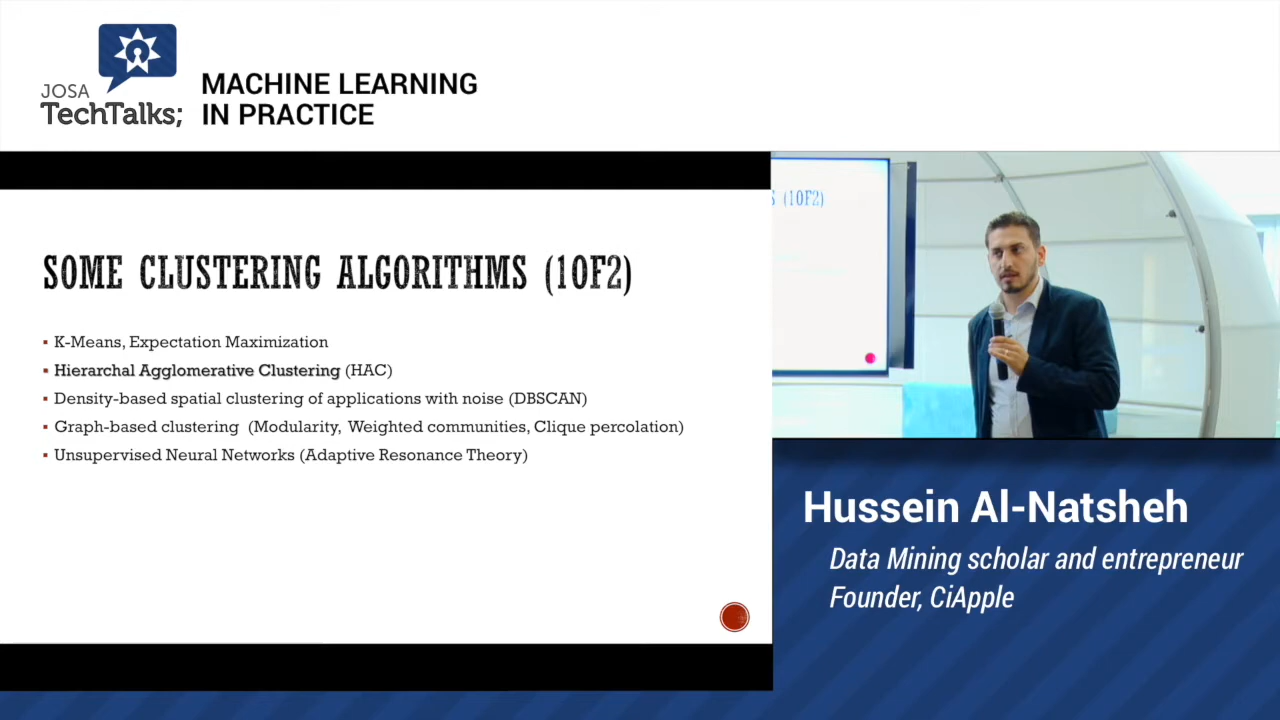 JOSA
TechTalks;
MACHINE LEARNING
IN PRACTICE
SOME CLUSTERING ALGORITHMS (1OF2)
▪ K-Means, Expectation Maximization
▪ Hierarchal Agglomerative Clustering (HAC)
▪ Density-based spatial clustering of applications with noise (DBSCAN)
▪ Graph-based clustering (Modularity, Weighted communities, Clique percolation)
▪ Unsupervised Neural Networks (Adaptive Resonance Theory)
S (1OF2)
Hussein Al-Natsheh
Data Mining scholar and entrepreneur
Founder, CiApple